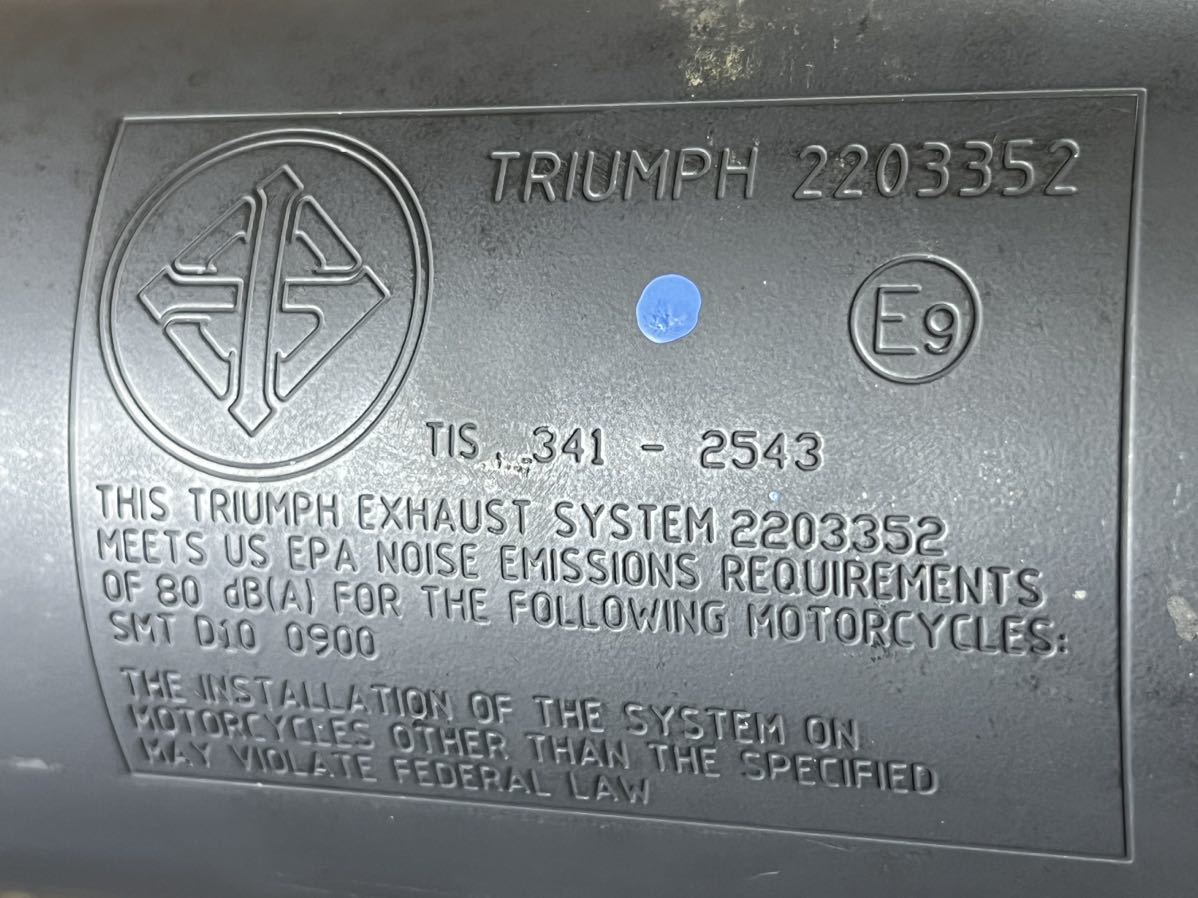 TRIUMPH 2203352
E9
TIS. 341 - 2543
THIS TRIUMPH EXHAUST SYSTEM 2203352
MEETS US EPA NOISE EMISSIONS REQUIREMENTS
OF 80 dB(A) FOR THE FOLLOWING MOTORCYCLES:
SMT D10 0900
THE INSTALLATION OF THE SYSTEM ON
MOTORCYCLES OTHER THAN THE SPECIFIED
MAY VIOLATE FEDERAL LAW